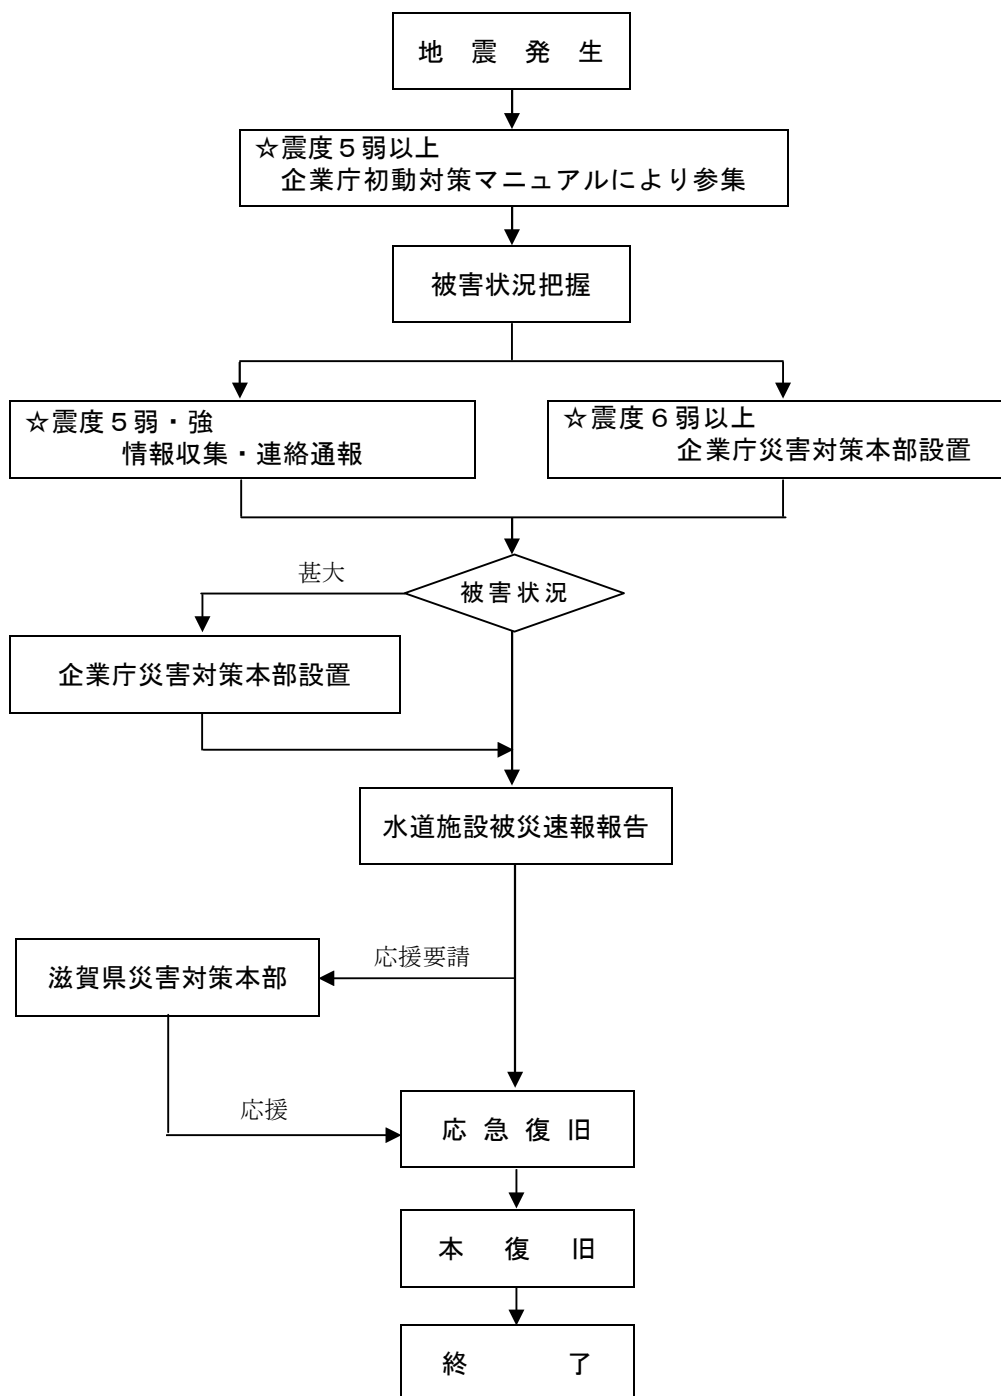 地 震 発 生
☆震度５弱以上
企業庁初動対策マニュアルにより参集
被害状況把握
☆震度５弱・強
情報収集・連絡通報
☆震度６弱以上
企業庁災害対策本部設置
被害状況
甚大
企業庁災害対策本部設置
水道施設被災速報報告
応援要請
滋賀県災害対策本部
応援
応 急 復 旧
本 復 旧
終 了